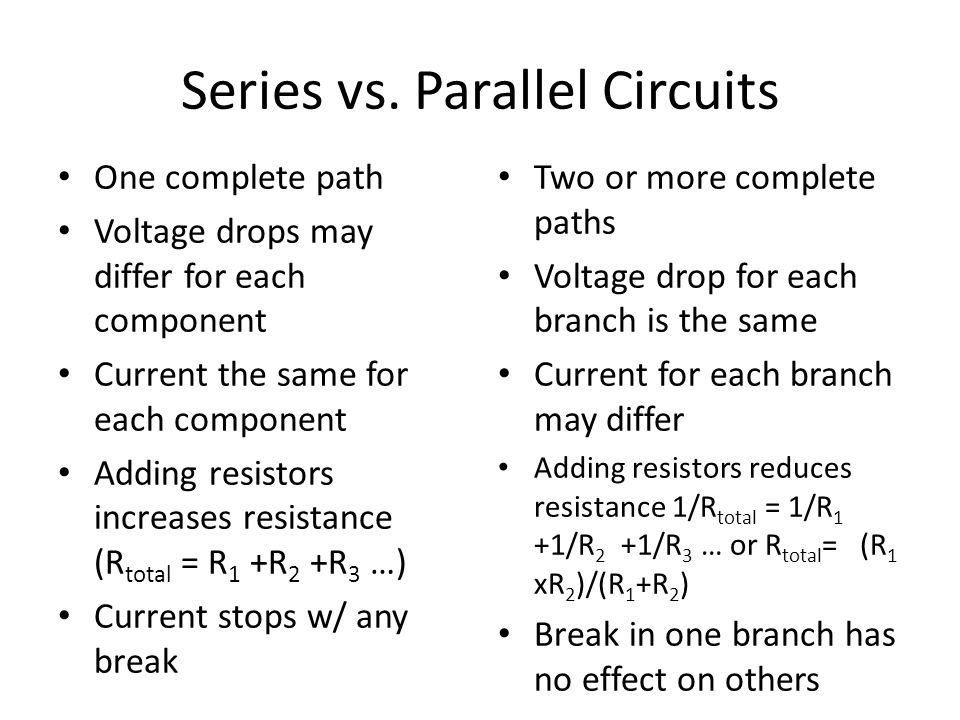 Series vs. Parallel Circuits
• One complete path
• Voltage drops may
differ for each
component
• Current the same for
each component
• Adding resistors
increases resistance
(Rtotal = R1 +R2 +R3 …)
• Current stops w/ any
break
• Two or more complete
paths
• Voltage drop for each
branch is the same
• Current for each branch
may differ
• Adding resistors reduces
resistance 1/Rtotal = 1/R1
+1/R2 +1/R3 … or Rtotal= (R1
xR2)/(R1+R2)
• Break in one branch has
no effect on others